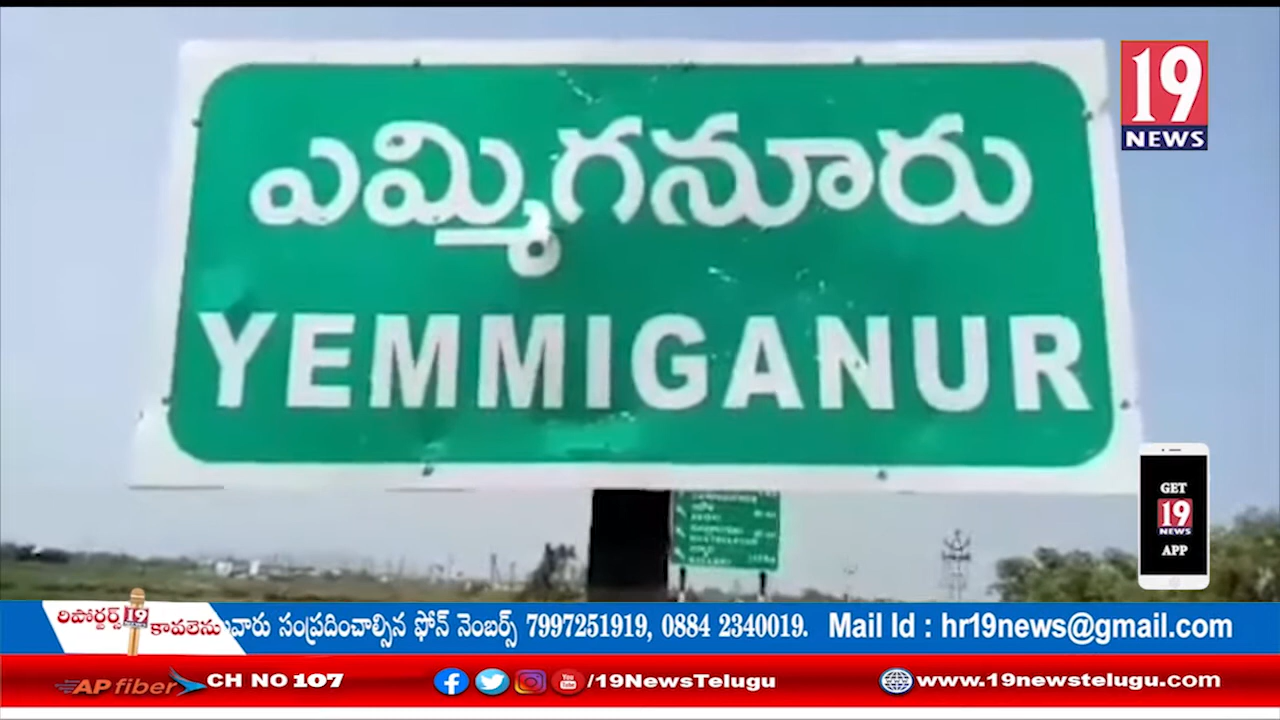 ఎమ్మిగనూరు
YEMMIGANUR
19
NEWS
GET
19
NEWS
APP
రిపోర్టర్స్ 19
కావలెను
వారు సంప్రదించాల్సిన ఫోన్ నెంబర్స్ 7997251919, 0884 2340019. Mail Id : hr19news@gmail.com
AP fiber CH NO 107
/19NewsTelugu
www.19newstelugu.com